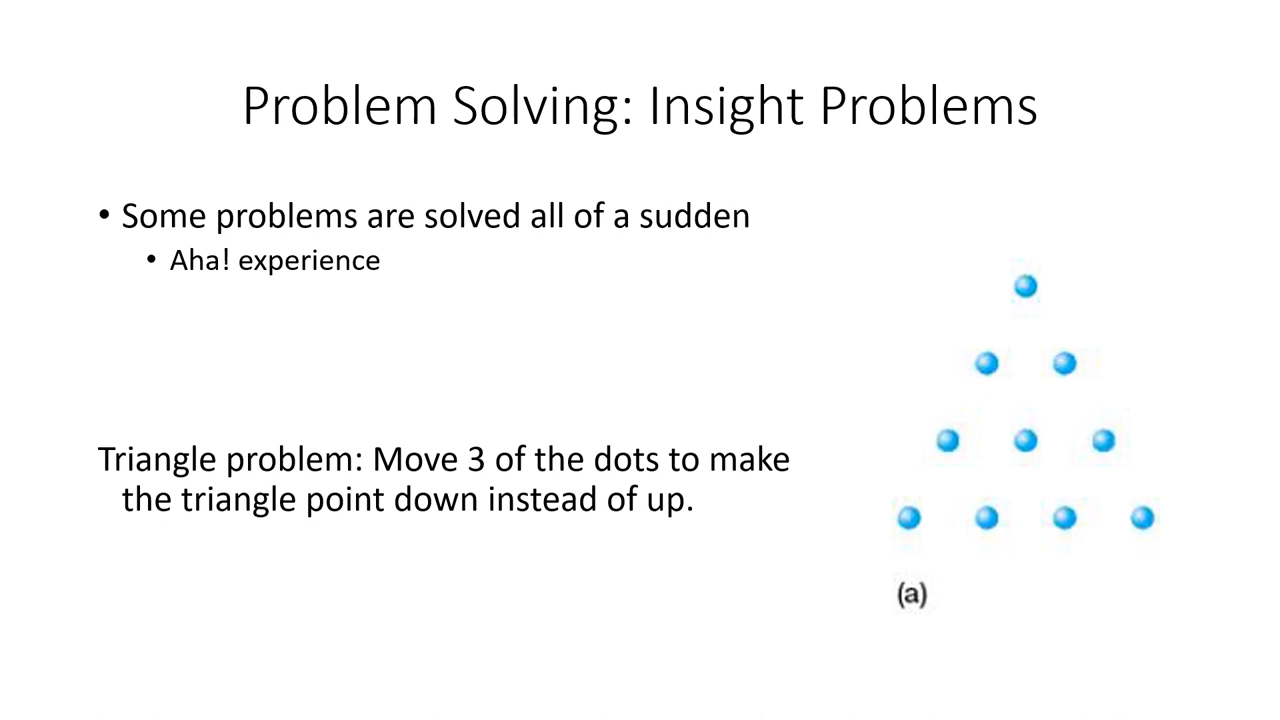 Problem Solving: Insight Problems
• Some problems are solved all of a sudden
• Aha! experience
Triangle problem: Move 3 of the dots to make
the triangle point down instead of up.
(a)